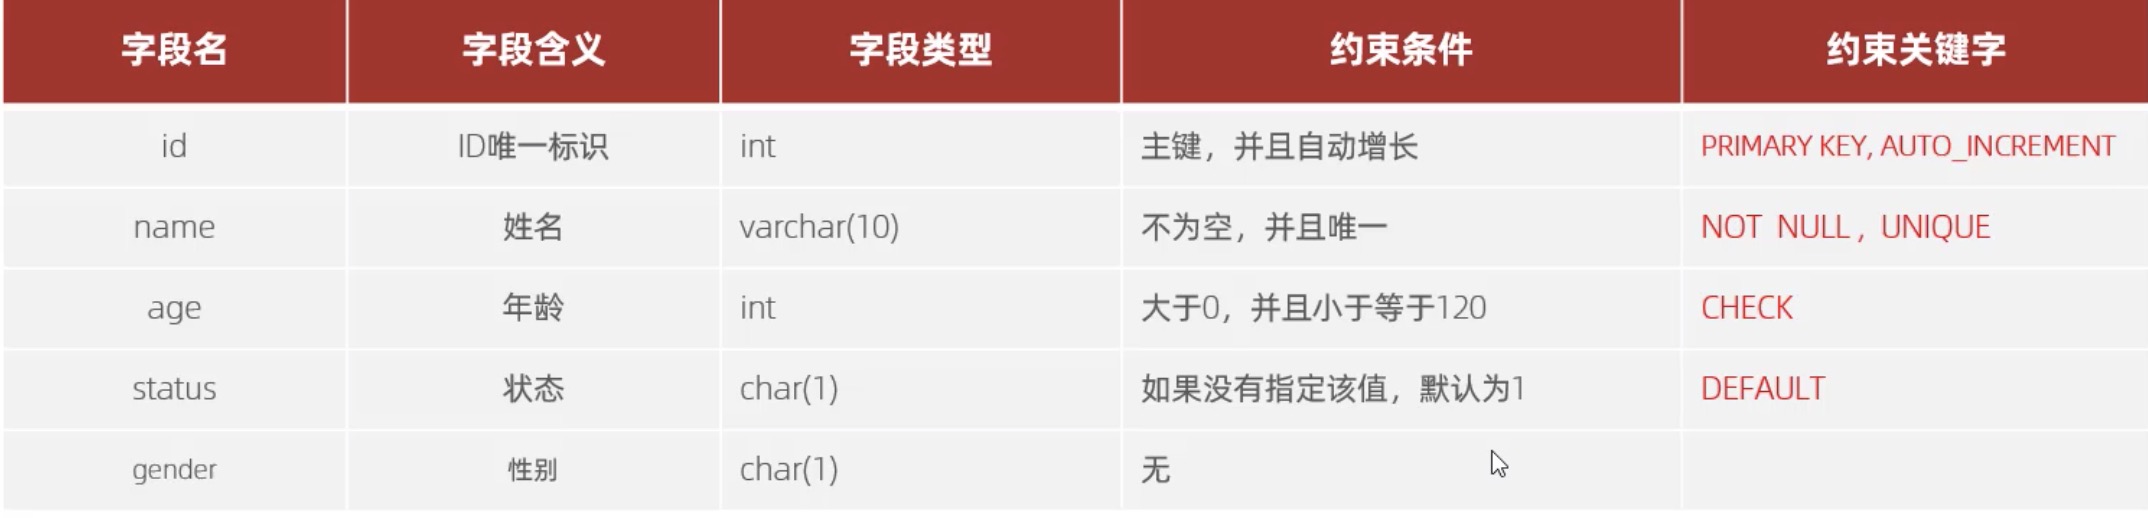 字段名 字段含义 字段类型 约束条件 约束关键字
id ID唯一标识 int 主键，并且自动增长 PRIMARY KEY, AUTO_INCREMENT
name 姓名 varchar(10) 不为空，并且唯一 NOT NULL , UNIQUE
age 年龄 int 大于0，并且小于等于120 CHECK
status 状态 char(1) 如果没有指定该值，默认为1 DEFAULT
gender 性别 char(1) 无